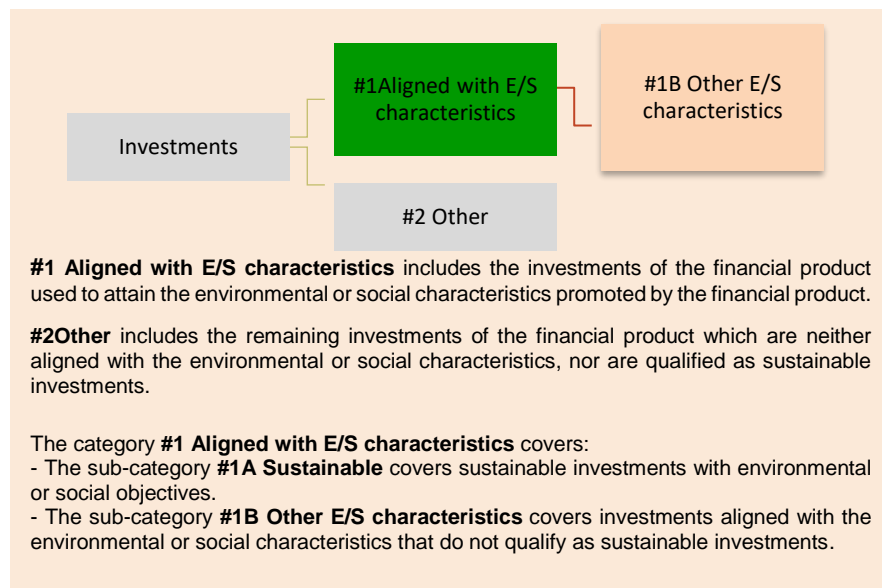 #1Aligned with E/S
characteristics
#1B Other E/S
characteristics
Investments
#2 Other
#1 Aligned with E/S characteristics includes the investments of the financial product
used to attain the environmental or social characteristics promoted by the financial product.
#2Other includes the remaining investments of the financial product which are neither
aligned with the environmental or social characteristics, nor are qualified as sustainable
investments.
The category #1 Aligned with E/S characteristics covers:
- The sub-category #1A Sustainable covers sustainable investments with environmental
or social objectives.
- The sub-category #1B Other E/S characteristics covers investments aligned with the
environmental or social characteristics that do not qualify as sustainable investments.